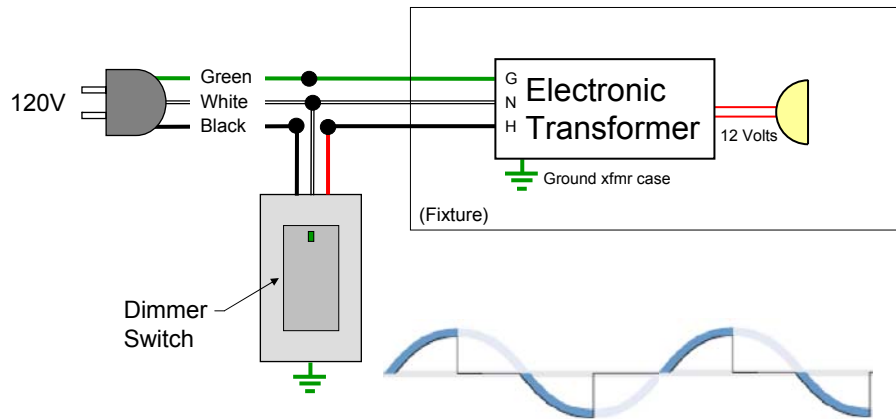 120V
Green
White
Black
G
N
H
Electronic
Transformer
12 Volts
Ground xfmr case
(Fixture)
Dimmer
Switch